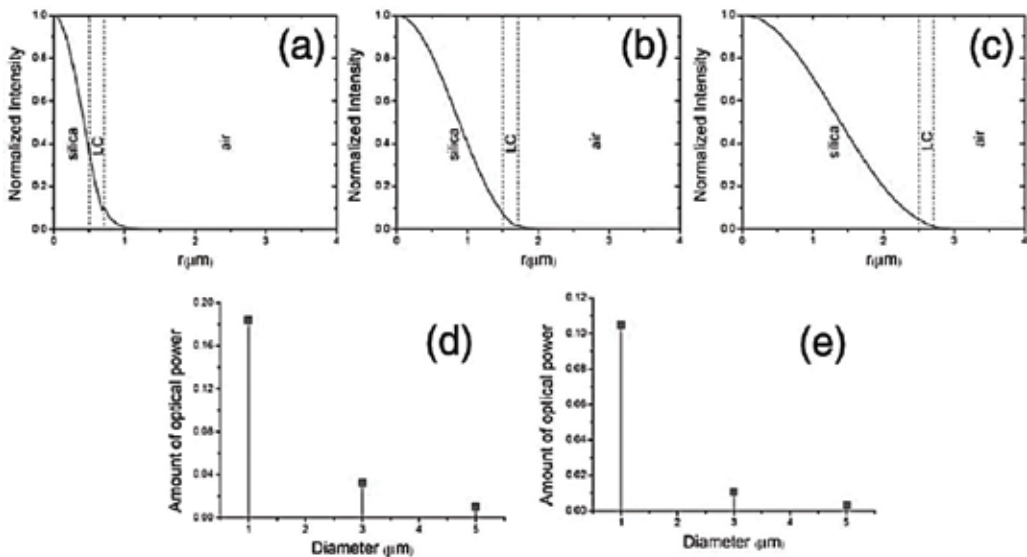 (a)
Normalized Intensity
1.0
0.8
0.6
0.4
0.2
0.0
silica
LC
air
0 1 2 3 4
r(μm)
(b)
Normalized Intensity
1.0
0.8
0.6
0.4
0.2
0.0
silica
LC
air
0 1 2 3 4
r(μm)
(c)
Normalized Intensity
1.0
0.8
0.6
0.4
0.2
0.0
silica
LC
air
0 1 2 3 4
r(μm)
(d)
Amount of optical power
0.20
0.16
0.12
0.08
0.04
0.00
1 2 3 4 5
Diameter (μm)
(e)
Amount of optical power
0.12
0.10
0.08
0.06
0.04
0.02
0.00
1 2 3 4 5
Diameter (μm)